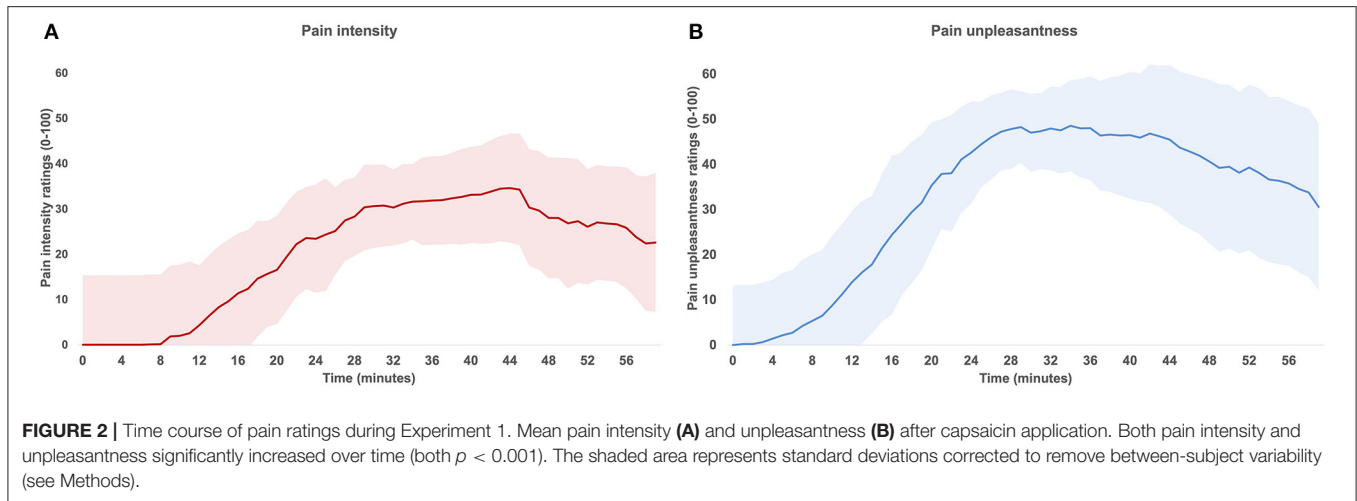 A
Pain intensity
Pain intensity ratings (0-100)
60
50
40
30
20
10
0
0 4 8 12 16 20 24 28 32 36 40 44 48 52 56
Time (minutes)
B
Pain unpleasantness
Pain unpleasantness ratings (0-100)
60
50
40
30
20
10
0
0 4 8 12 16 20 24 28 32 36 40 44 48 52 56
Time (minutes)
FIGURE 2 | Time course of pain ratings during Experiment 1. Mean pain intensity (A) and unpleasantness (B) after capsaicin application. Both pain intensity and
unpleasantness significantly increased over time (both p < 0.001). The shaded area represents standard deviations corrected to remove between-subject variability
(see Methods).